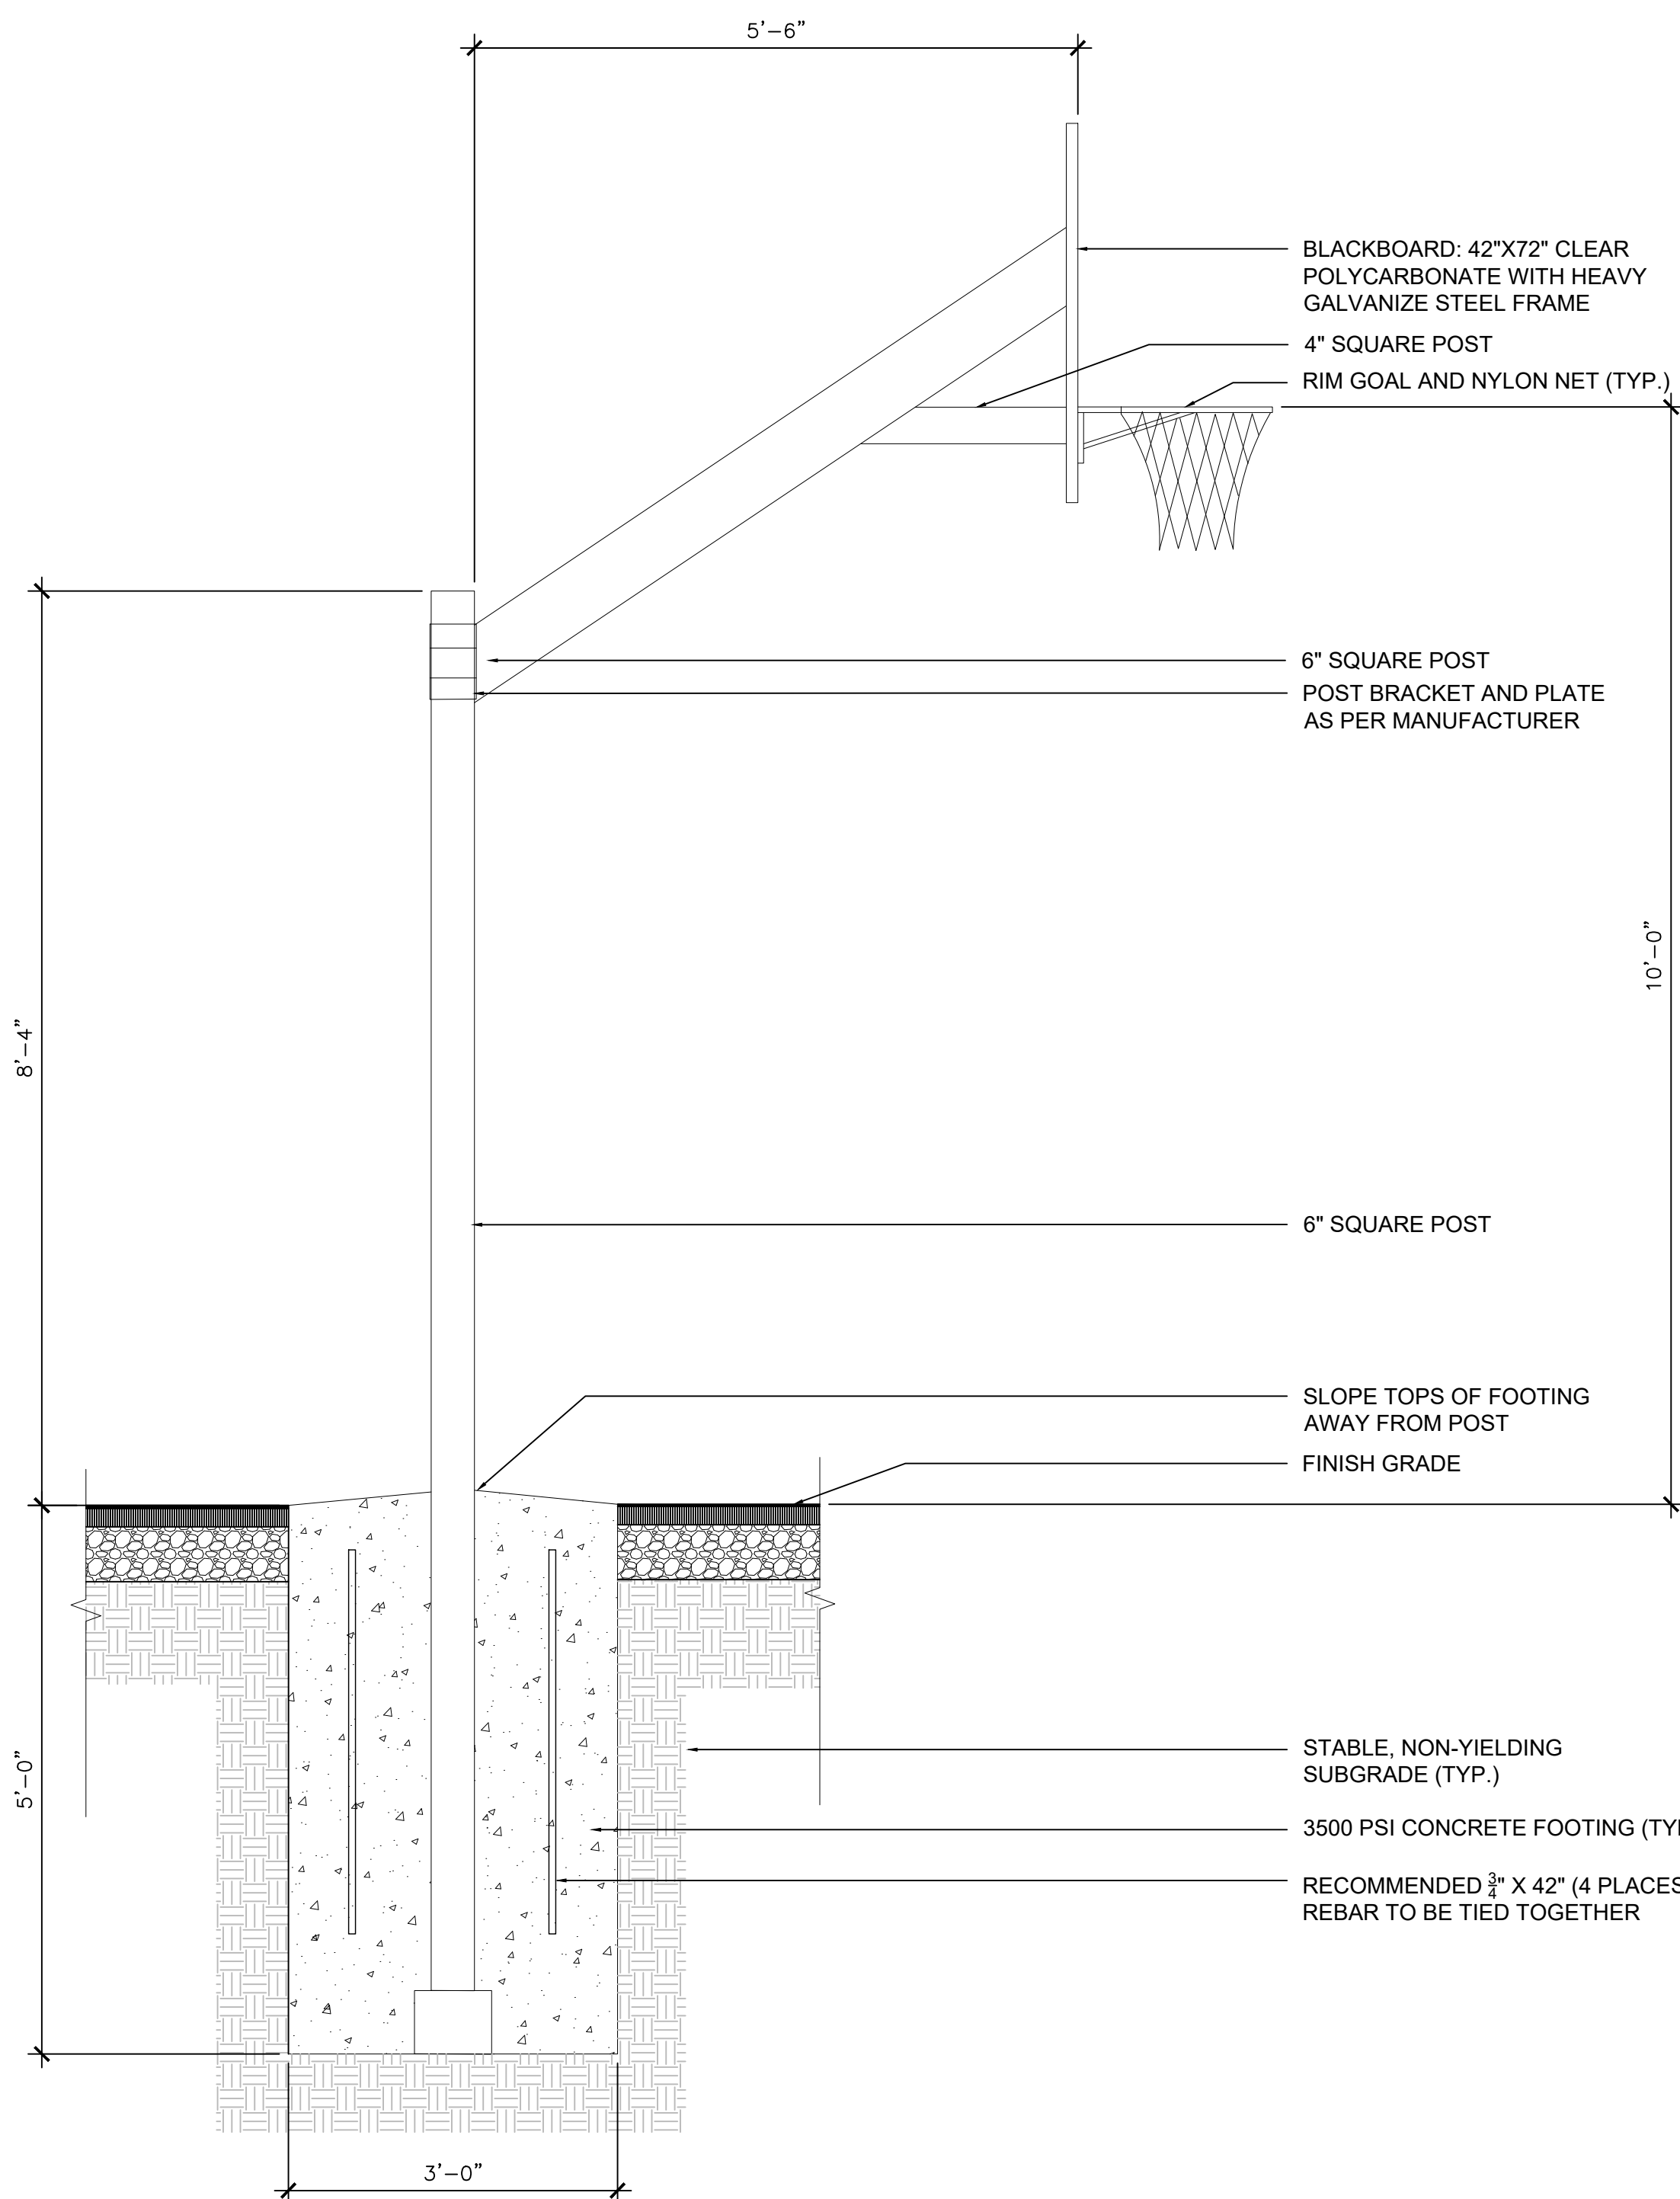 5'-6"
BLACKBOARD: 42"X72" CLEAR
POLYCARBONATE WITH HEAVY
GALVANIZE STEEL FRAME
4" SQUARE POST
RIM GOAL AND NYLON NET (TYP.)
6" SQUARE POST
POST BRACKET AND PLATE
AS PER MANUFACTURER
10'-0"
8'-4"
6" SQUARE POST
SLOPE TOPS OF FOOTING
AWAY FROM POST
FINISH GRADE
STABLE, NON-YIELDING
SUBGRADE (TYP.)
5'-0"
3500 PSI CONCRETE FOOTING (TY
RECOMMENDED 3/4" X 42" (4 PLACES
REBAR TO BE TIED TOGETHER
3'-0"